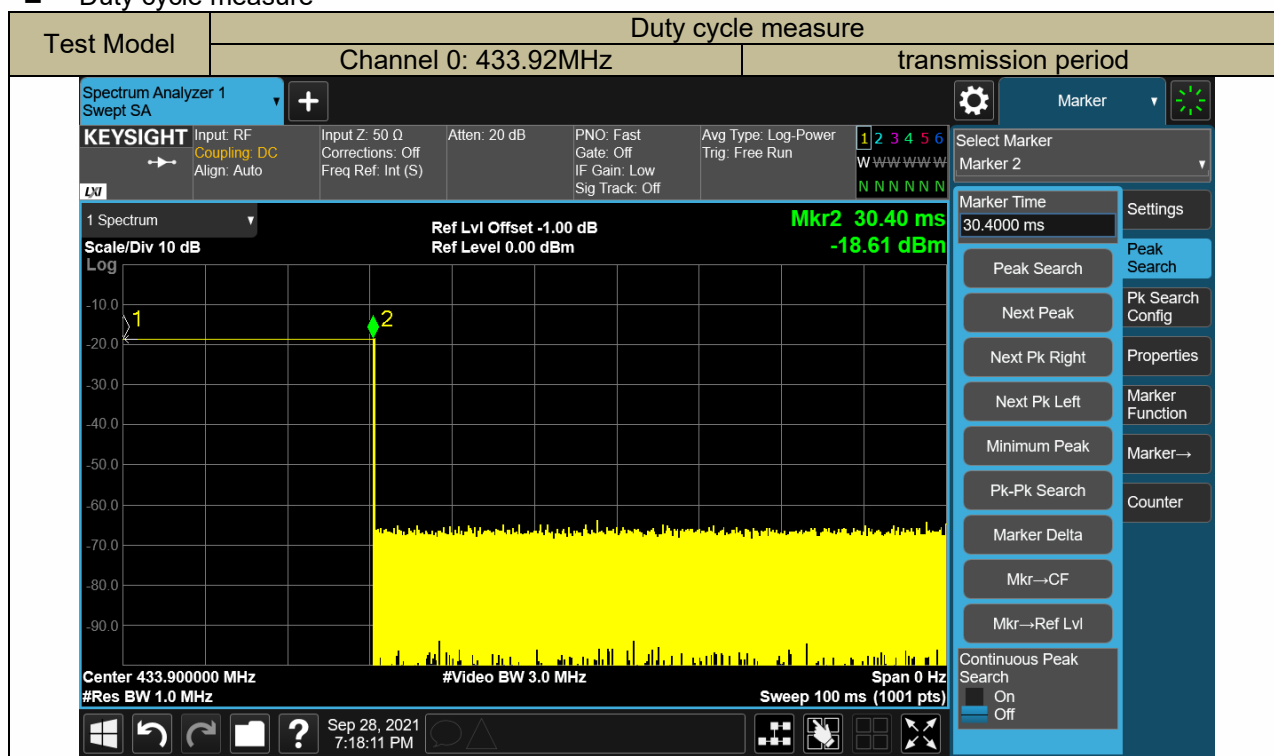 Duty cycle measure
Test Model
Duty cycle measure
Channel 0: 433.92MHz
transmission period
Spectrum Analyzer 1
Swept SA
Marker
KEYSIGHT
Input: RF
Coupling: DC
Align: Auto
Input Z: 50 Ω
Corrections: Off
Freq Ref: Int (S)
Atten: 20 dB
PNO: Fast
Gate: Off
IF Gain: Low
Sig Track: Off
Avg Type: Log-Power
Trig: Free Run
1 2 3 4 5 6
W W W W W W
N N N N N N
LXI
Select Marker
Marker 2
1 Spectrum
Scale/Div 10 dB
Ref Lvl Offset -1.00 dB
Ref Level 0.00 dBm
Mkr2 30.40 ms
-18.61 dBm
Log
-10.0
-20.0
-30.0
-40.0
-50.0
-60.0
-70.0
-80.0
-90.0
1
2
Center 433.900000 MHz
#Res BW 1.0 MHz
#Video BW 3.0 MHz
Span 0 Hz
Sweep 100 ms (1001 pts)
Marker Time
30.4000 ms
Peak Search
Next Peak
Next Pk Right
Next Pk Left
Minimum Peak
Pk-Pk Search
Marker Delta
Mkr→CF
Mkr→Ref Lvl
Continuous Peak
Search
On
Off
Settings
Peak
Search
Pk Search
Config
Properties
Marker
Function
Marker→
Counter
?
Sep 28, 2021
7:18:11 PM